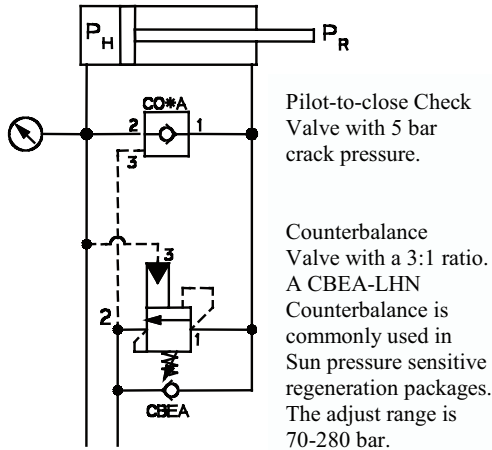 P_H
P_R
CO*A
2
1
3
Pilot-to-close Check
Valve with 5 bar
crack pressure.
3
2
1
CBEA
Counterbalance
Valve with a 3:1 ratio.
A CBEA-LHN
Counterbalance is
commonly used in
Sun pressure sensitive
regeneration packages.
The adjust range is
70-280 bar.